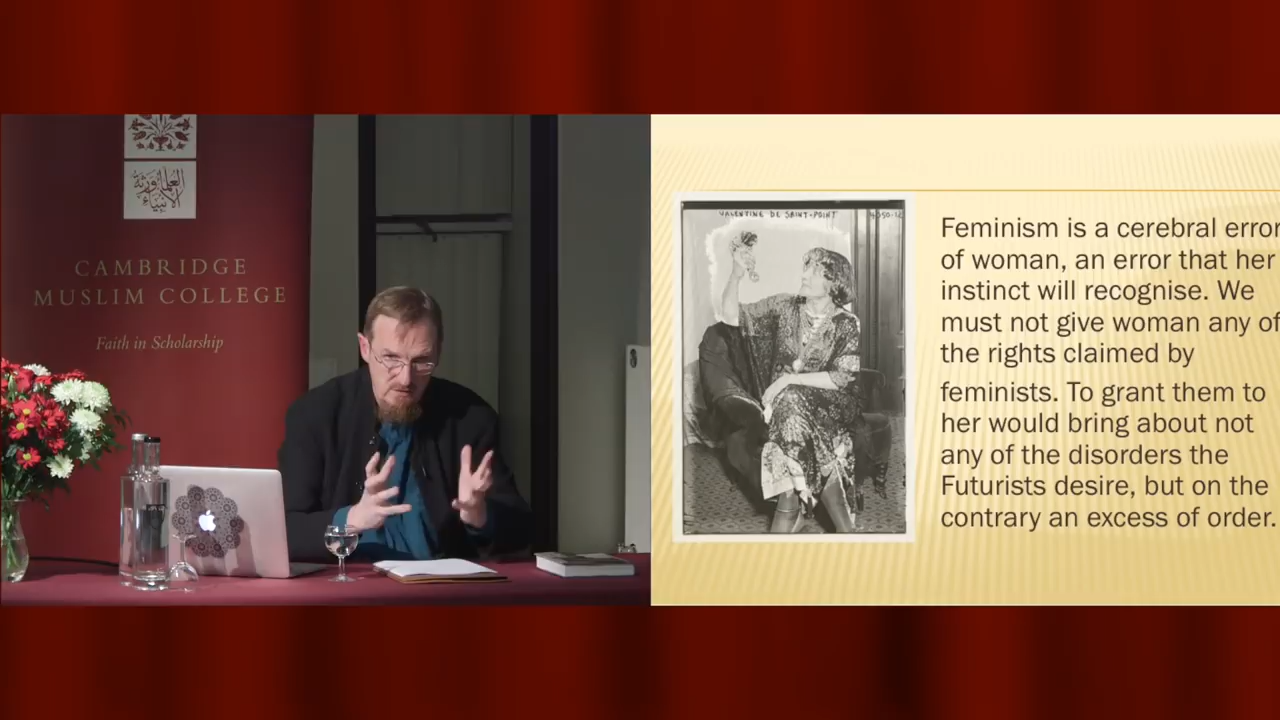 العلماء ورثة
الأنبياء
CAMBRIDGE
MUSLIM COLLEGE
Faith in Scholarship
VALENTINE DE SAINT-POINT
Feminism is a cerebral error
of woman, an error that her
instinct will recognise. We
must not give woman any of
the rights claimed by
feminists. To grant them to
her would bring about not
any of the disorders the
Futurists desire, but on the
contrary an excess of order.